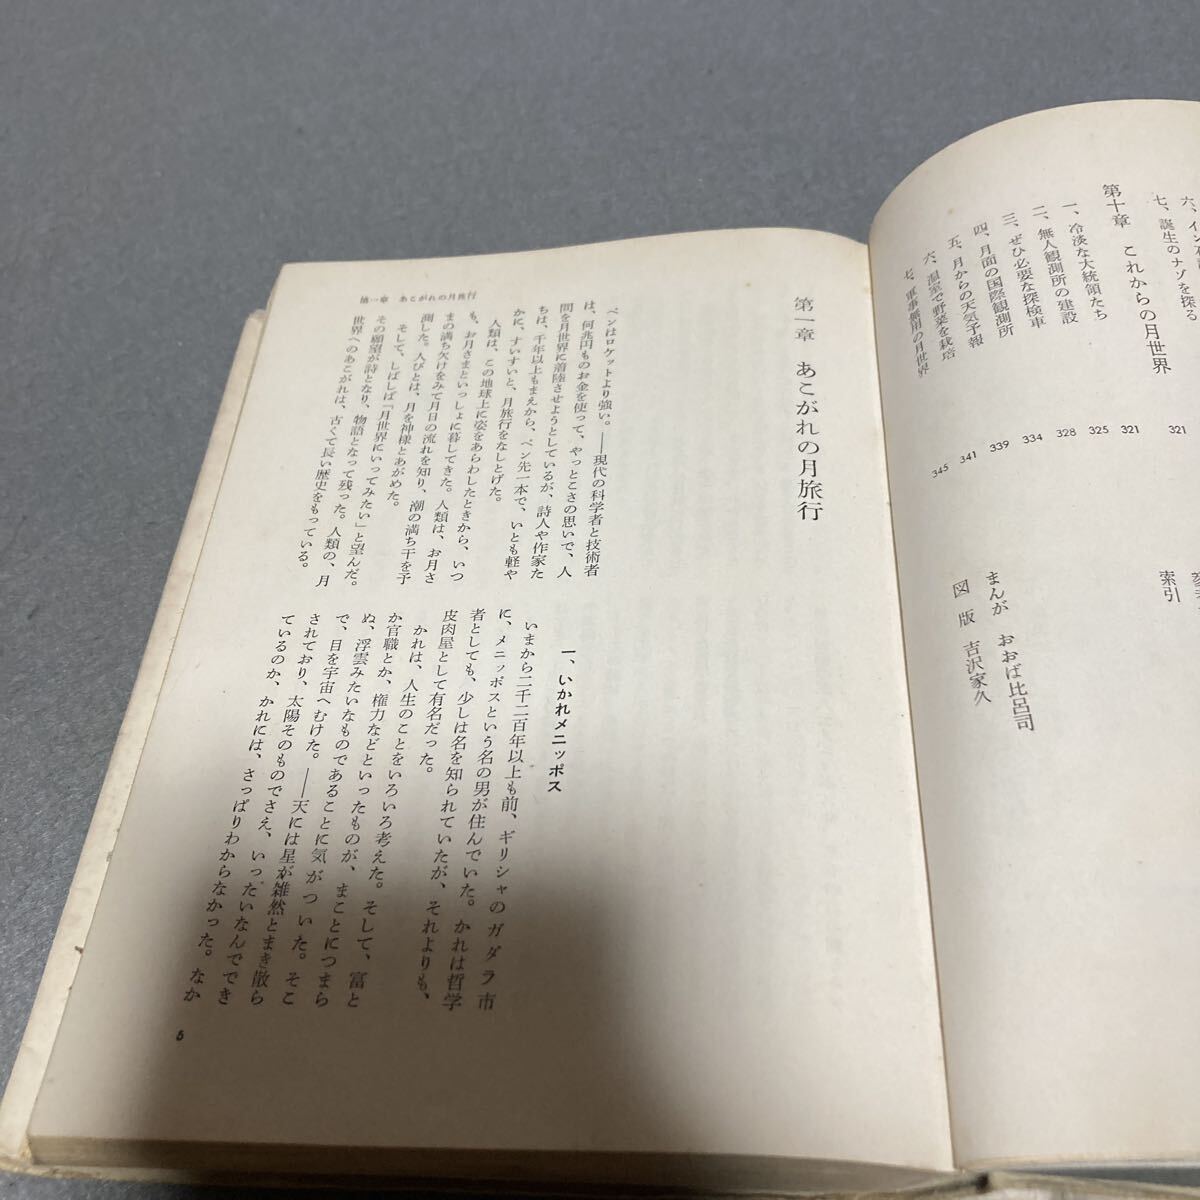 六、イン石
七、誕生のナゾを探る
321
第十章　これからの月世界
321
一、冷淡な大統領たち
325
二、無人観測所の建設
328
三、ぜひ必要な探検車
334
四、月面の国際観測所
339
五、月からの天気予報
341
六、温室で野菜を栽培
345
七、軍事無用の月世界
索引
まんが　おおば比呂司
図　版　吉沢家久
第一章　あこがれの月旅行
ペンはロケットより強い。――現代の科学者と技術者
は、何兆円ものお金を使って、やっとこさの思いで、人
間を月世界に着陸させようとしているが、詩人や作家た
ちは、千年以上もまえから、ペン先一本で、いとも軽や
かに、すいすいと、月旅行をなしとげた。
人類は、この地球上に姿をあらわしたときから、いつ
も、お月さまといっしょに暮してきた。人類は、お月さ
まの満ち欠けをみて月日の流れを知り、潮の満ち干を予
測した。人びとは、月を神様とあがめた。
そして、しばしば「月世界にいってみたい」と望んだ。
その願望が詩となり、物語となって残った。人類の、月
世界へのあこがれは、古くて長い歴史をもっている。
第一章　あこがれの月旅行
一、いかれメニッポス
いまから二千二百年以上も前、ギリシャのガダラ市
に、メニッポスという名の男が住んでいた。かれは哲学
者としても、少しは名を知られていたが、それよりも、
皮肉屋として有名だった。
かれは、人生のことをいろいろ考えた。そして、富と
か官職とか、権力などといったものが、まことにつまら
ぬ、浮雲みたいなものであることに気がついた。そこ
で、目を宇宙へむけた。――天には星が雑然とまき散ら
されており、太陽そのものでさえ、いったいなんででき
ているのか、かれには、さっぱりわからなかった。なか
5